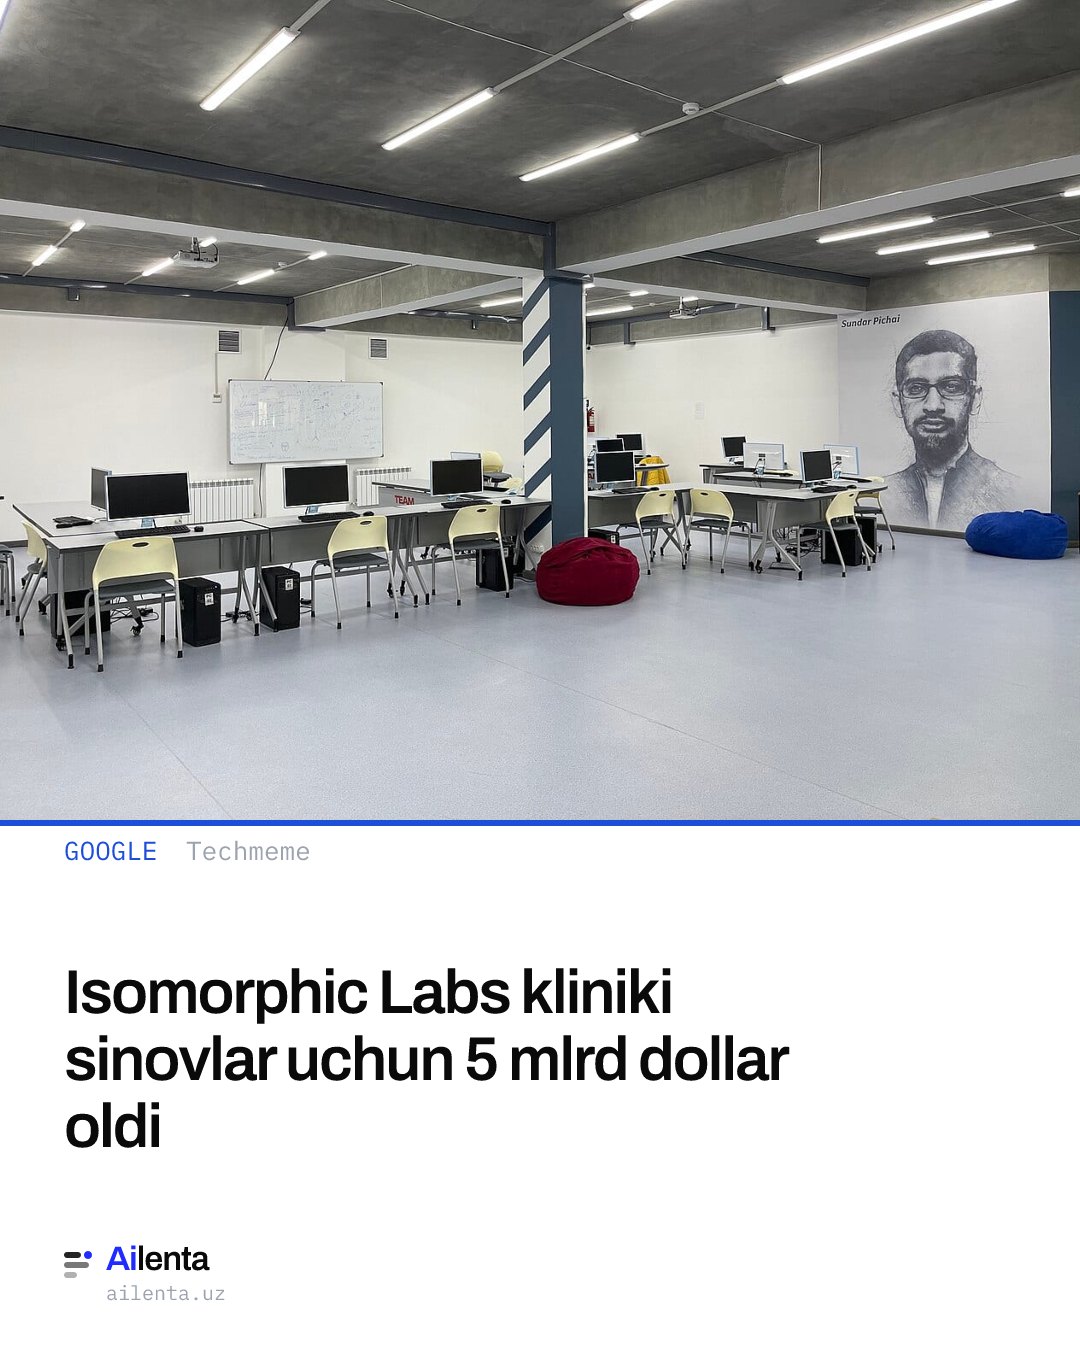 Sundar Pichai
TEAM
GOOGLE Techmeme
Isomorphic Labs kliniki
sinovlar uchun 5 mlrd dollar
oldi
Ailenta
ailenta.uz